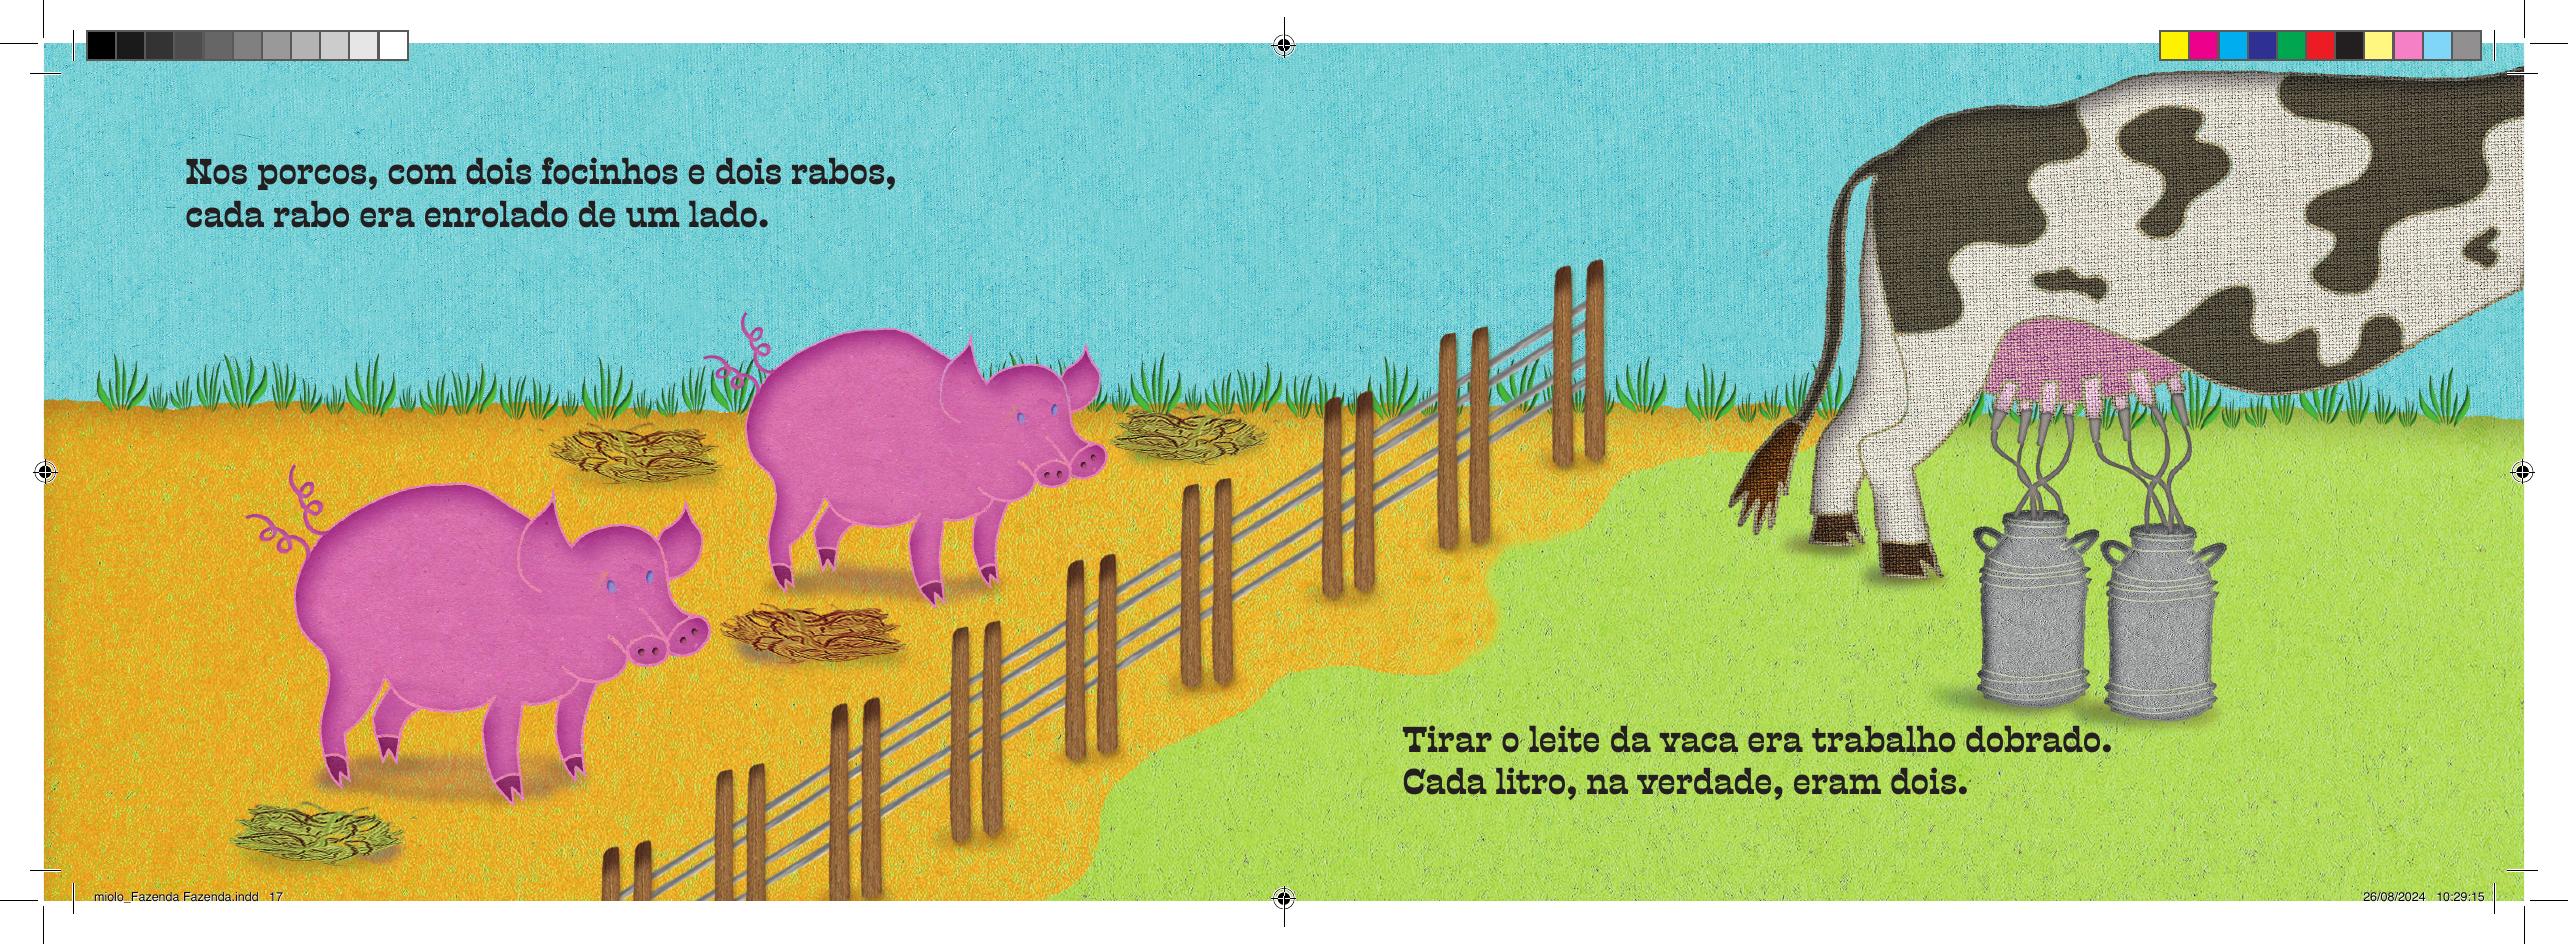 Nos porcos, com dois focinhos e dois rabos,
cada rabo era enrolado de um lado.
Tirar o leite da vaca era trabalho dobrado.
Cada litro, na verdade, eram dois.
miolo_Fazenda Fazenda.indd 17
26/08/2024 10:29:15